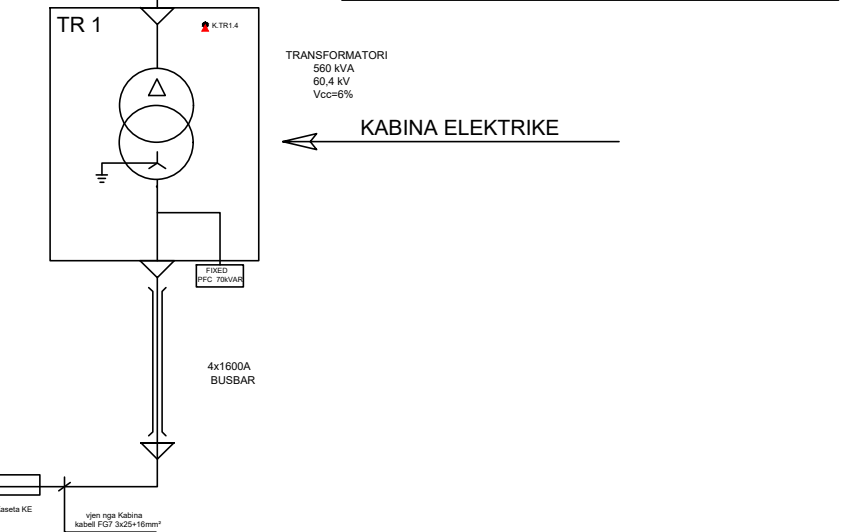 TR 1
K.TR1.4
TRANSFORMATORI
560 kVA
60,4 kV
Vcc=6%
KABINA ELEKTRIKE
FIXED
PFC 70kVAR
4x1600A
BUSBAR
aseta KE
vjen nga Kabina
kabell FG7 3x25+16mm²